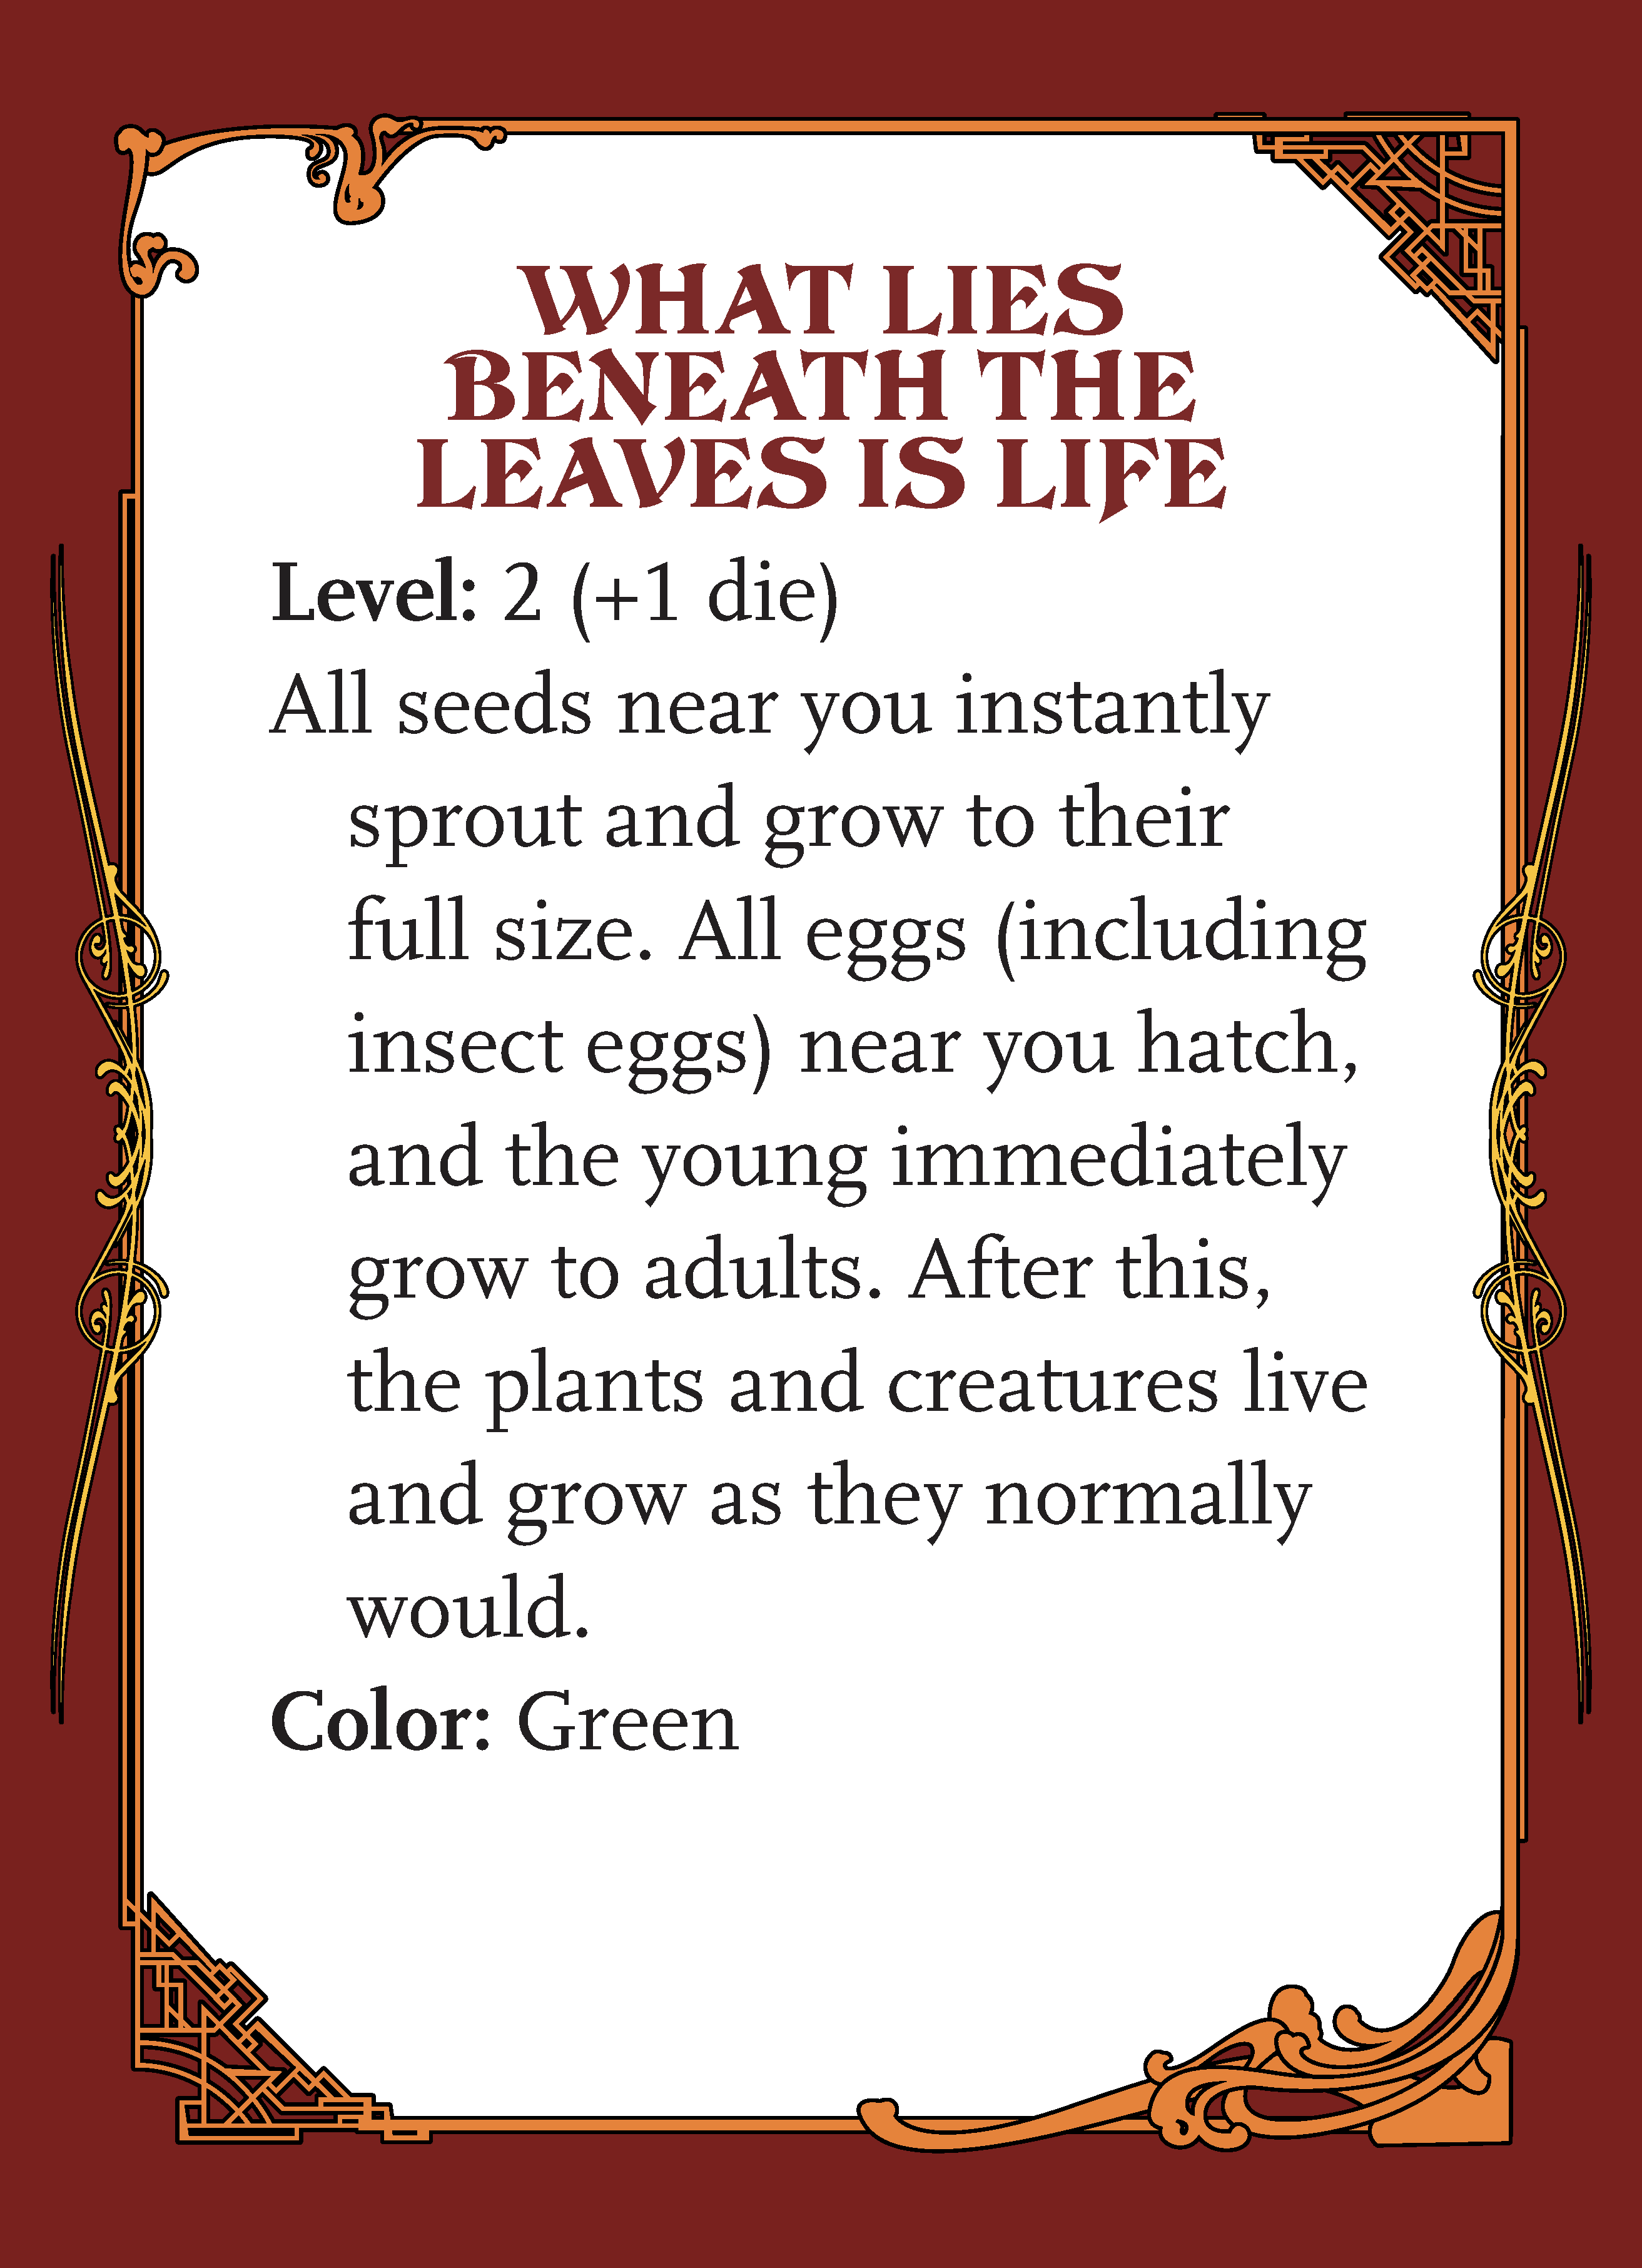 WHAT LIES
BENEATH THE
LEAVES IS LIFE
Level: 2 (+1 die)
All seeds near you instantly
sprout and grow to their
full size. All eggs (including
insect eggs) near you hatch,
and the young immediately
grow to adults. After this,
the plants and creatures live
and grow as they normally
would.
Color: Green